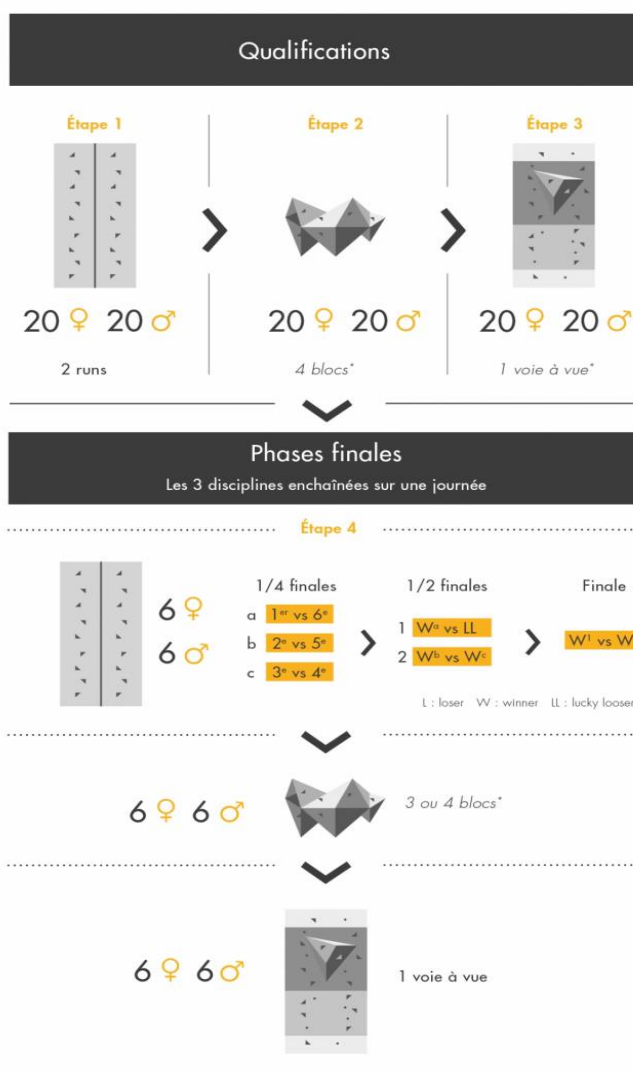 Qualifications
Étape 1
Étape 2
Étape 3
20 ♀ 20 ♂
20 ♀ 20 ♂
20 ♀ 20 ♂
2 runs
4 blocs*
1 voie à vue*
Phases finales
Les 3 disciplines enchaînées sur une journée
Étape 4
6 ♀
6 ♂
1/4 finales
a 1er vs 6e
b 2e vs 5e
c 3e vs 4e
1/2 finales
1 Wa vs LL
2 Wb vs Wc
Finale
W1 vs W
L : loser W : winner LL : lucky looser
6 ♀ 6 ♂
3 ou 4 blocs*
6 ♀ 6 ♂
1 voie à vue